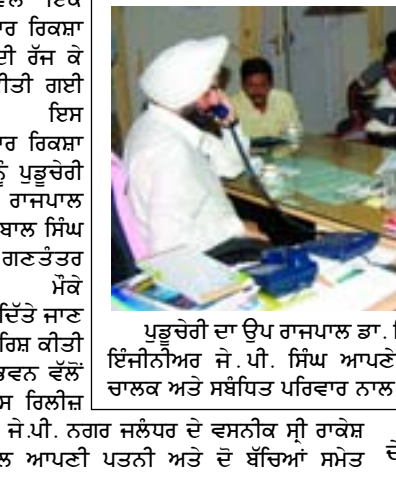 ਇੱਕ
ਰਿਕਸ਼ਾ
ਦੀ ਰੱਜ ਕੇ
ਕੀਤੀ ਗਈ
ਇਸ
ਰਿਕਸ਼ਾ
ਨੂੰ ਪੁਡੂਚੇਰੀ
ਰਾਜਪਾਲ
ਸਿੰਘ
ਗਣਤੰਤਰ
ਮੌਕੇ
ਦਿੱਤੇ ਜਾਣ
ਕੀਤੀ
ਵੱਲੋਂ
ਰਿਲੀਜ਼
ਪੁਡੂਚੇਰੀ ਦਾ ਉਪ ਰਾਜਪਾਲ ਡਾ.
ਇੰਜੀਨੀਅਰ ਜੇ.ਪੀ. ਸਿੰਘ ਆਪਣੇ
ਚਾਲਕ ਅਤੇ ਸਬੰਧਿਤ ਪਰਿਵਾਰ ਨਾਲ
ਜੇ.ਪੀ. ਨਗਰ ਜਲੰਧਰ ਦੇ ਵਸਨੀਕ ਸ੍ਰੀ ਰਾਕੇਸ਼
ਆਪਣੀ ਪਤਨੀ ਅਤੇ ਦੋ ਬੱਚਿਆਂ ਸਮੇਤ